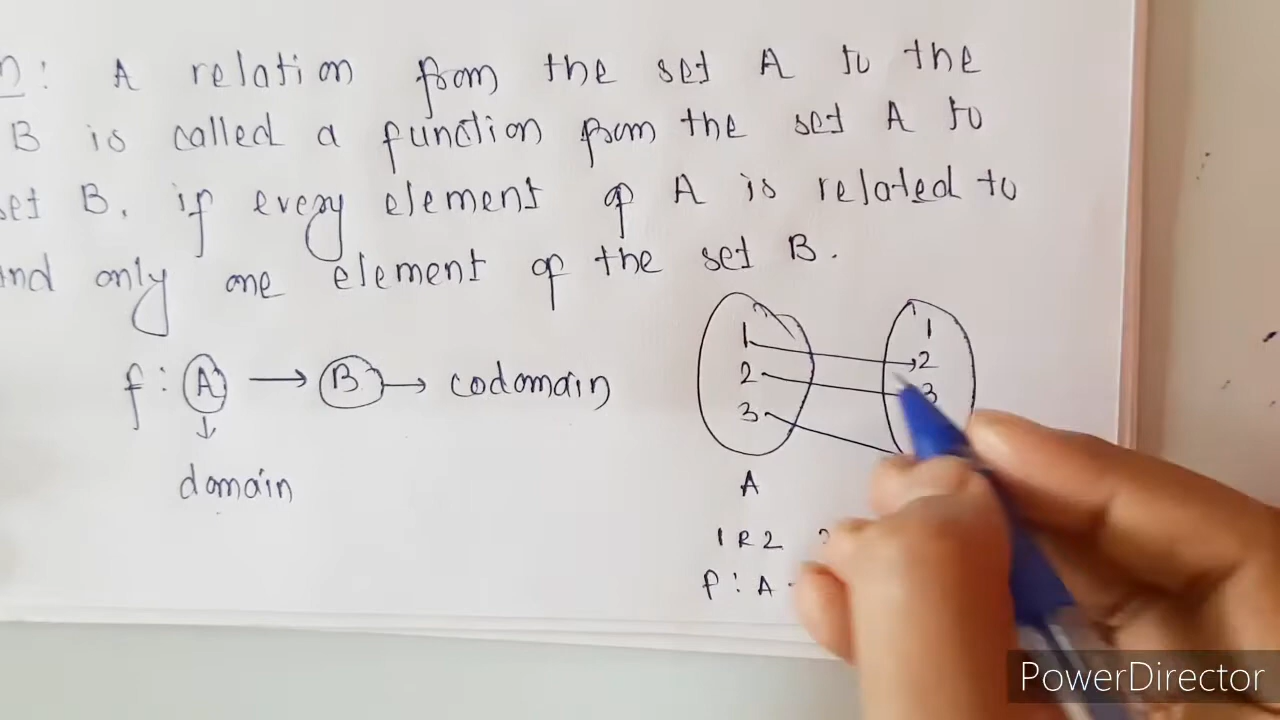 n: A relation from the set A to the
B is called a function from the set A to
set B, if every element of A is related to
and only one element of the set B.
f : A → B → codomain
↓
domain
1 1
2 2
3 3
A
1 R 2
f : A
PowerDirector